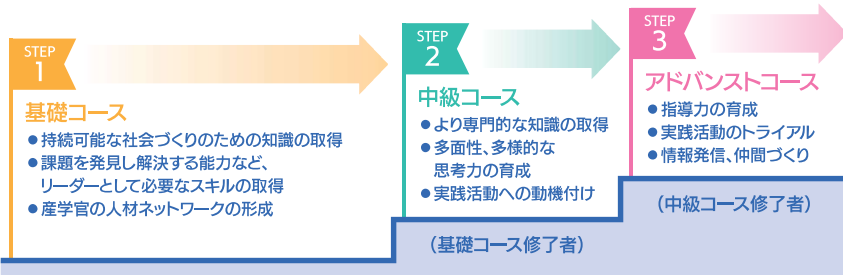 STEP
1
基礎コース
●持続可能な社会づくりのための知識の取得
●課題を発見し解決する能力など、
リーダーとして必要なスキルの取得
●産学官の人材ネットワークの形成
STEP
2
中級コース
●より専門的な知識の取得
●多面性、多様的な
思考力の育成
●実践活動への動機付け
(基礎コース修了者)
STEP
3
アドバンストコース
●指導力の育成
●実践活動のトライアル
●情報発信、仲間づくり
(中級コース修了者)